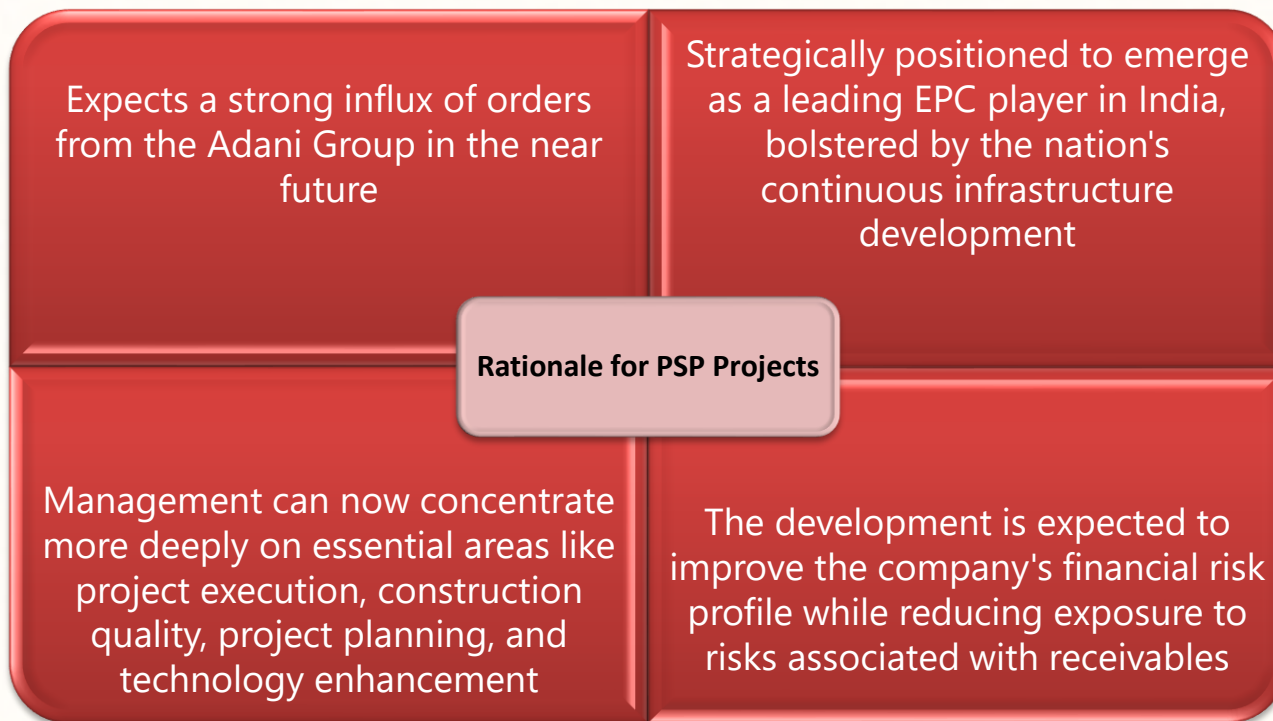 Expects a strong influx of orders
from the Adani Group in the near
future
Strategically positioned to emerge
as a leading EPC player in India,
bolstered by the nation's
continuous infrastructure
development
Rationale for PSP Projects
Management can now concentrate
more deeply on essential areas like
project execution, construction
quality, project planning, and
technology enhancement
The development is expected to
improve the company's financial risk
profile while reducing exposure to
risks associated with receivables